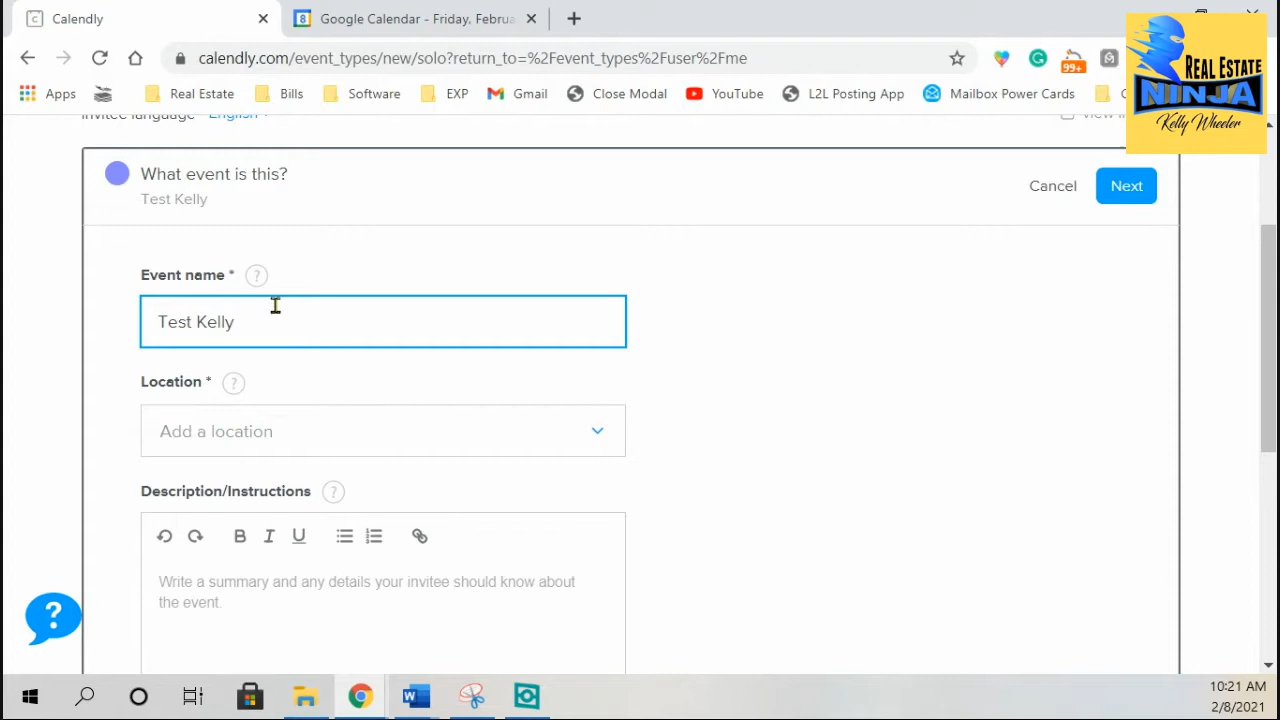 Calendly
Google Calendar - Friday, Februa
calendly.com/event_types/new/solo?return_to=%2Fevent_types%2Fuser%2Fme
99+
Apps
Real Estate
Bills
Software
EXP
Gmail
Close Modal
YouTube
L2L Posting App
Mailbox Power Cards
REAL ESTATE
NINJA
Kelly Wheeler
Invitee language English
What event is this?
Test Kelly
Cancel
Next
Event name *
?
Test Kelly
Location *
?
Add a location
Description/Instructions
?
B I U
Write a summary and any details your invitee should know about
the event.
?
10:21 AM
2/8/2021